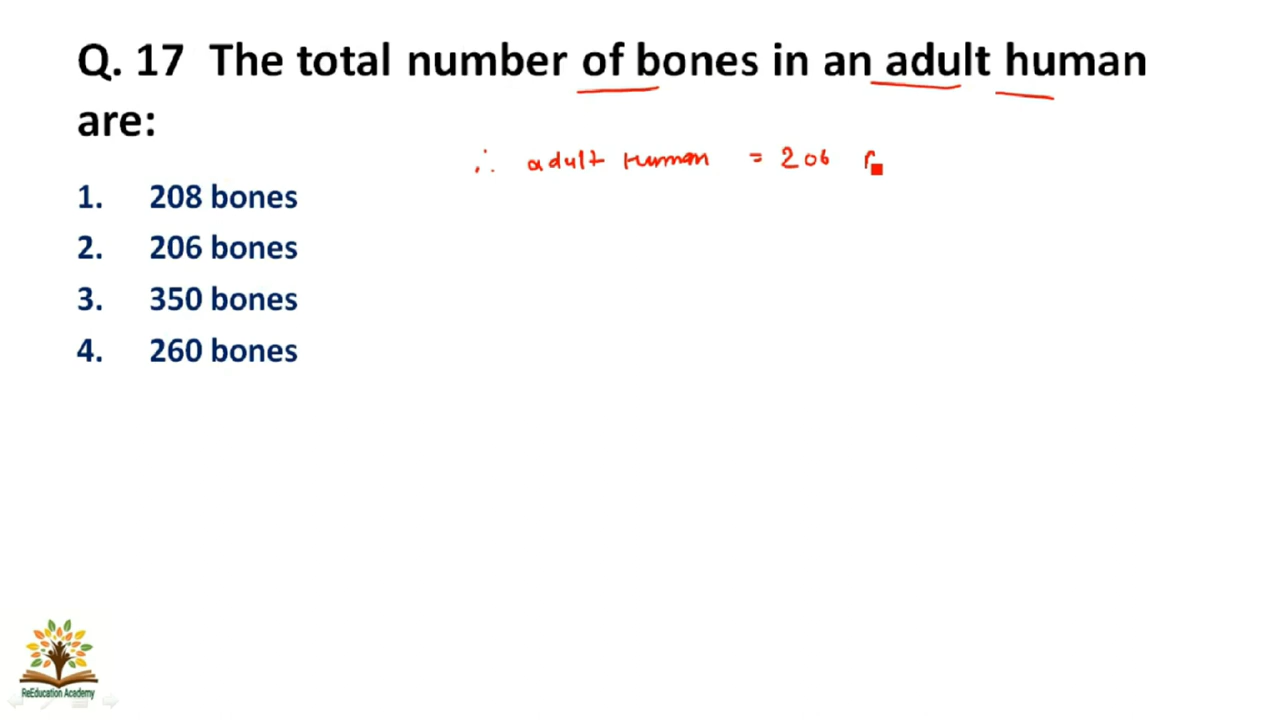 Q. 17 The total number of bones in an adult human
are:
∴ adult Human = 206
1. 208 bones
2. 206 bones
3. 350 bones
4. 260 bones
ReEducation Academy